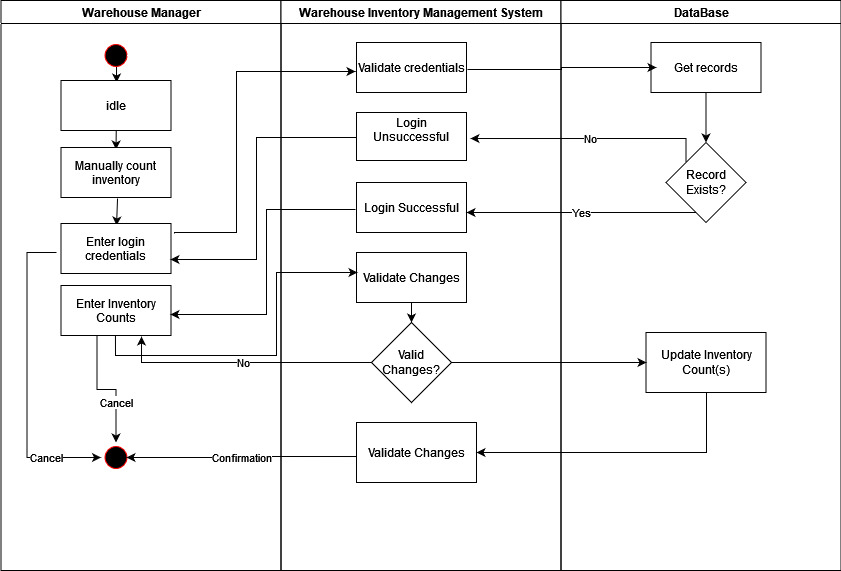 Warehouse Manager
Warehouse Inventory Management System
DataBase
idle
Manually count
inventory
Enter login
credentials
Enter Inventory
Counts
Cancel
Cancel
Validate credentials
Login
Unsuccessful
Login Successful
Validate Changes
Valid
Changes?
No
Validate Changes
Confirmation
Get records
Record
Exists?
No
Yes
Update Inventory
Count(s)